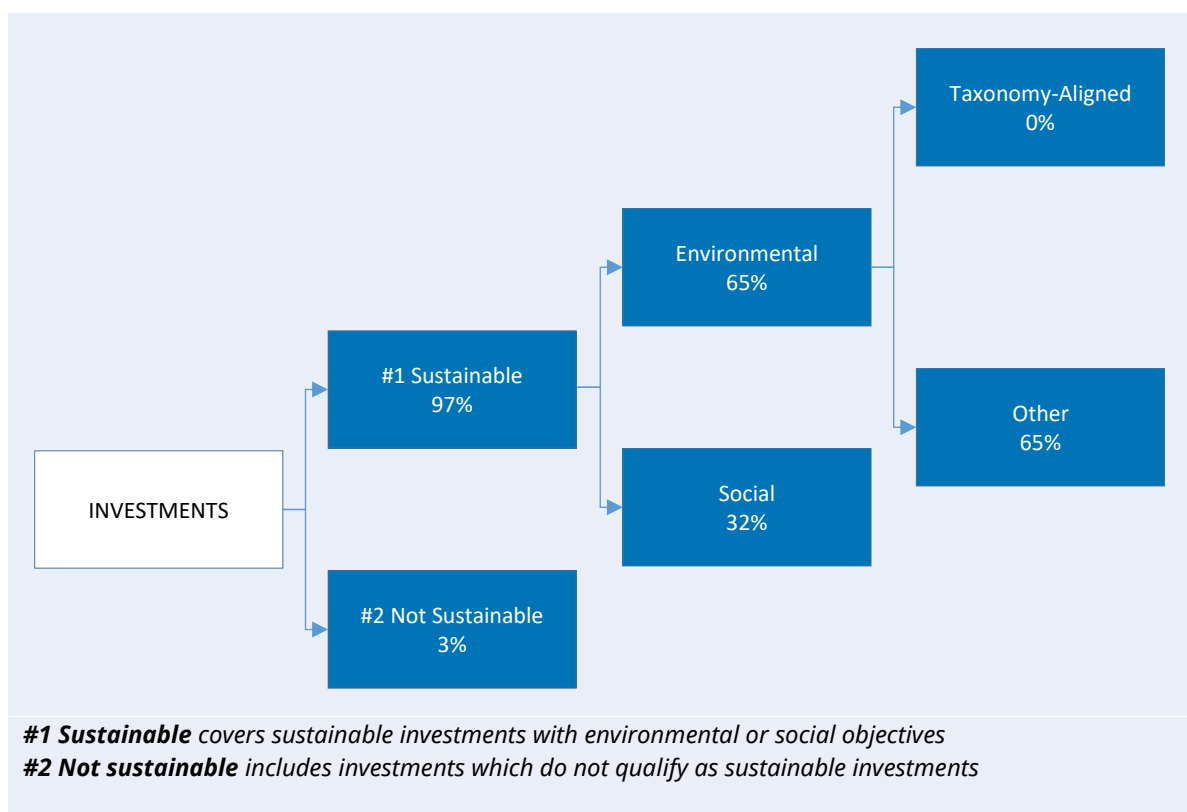 Taxonomy-Aligned
0%
Environmental
65%
#1 Sustainable
97%
Other
65%
INVESTMENTS
Social
32%
#2 Not Sustainable
3%
#1 Sustainable covers sustainable investments with environmental or social objectives
#2 Not sustainable includes investments which do not qualify as sustainable investments